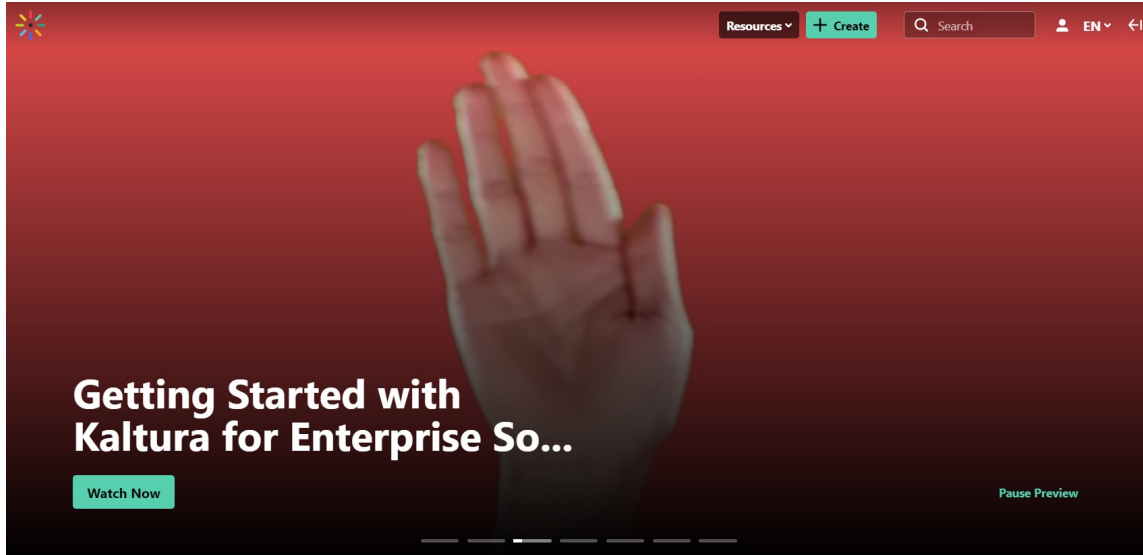 Resources
+ Create
Search
EN
Getting Started with
Kaltura for Enterprise So...
Watch Now
Pause Preview